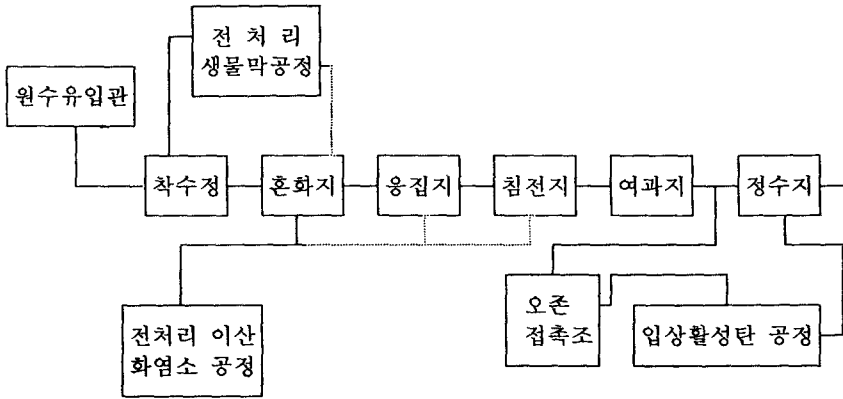 전 처 리
생물막공정
원수유입관
착수정
혼화지
응집지
침전지
여과지
정수지
전처리 이산
화염소 공정
오존
접촉조
입상활성탄 공정